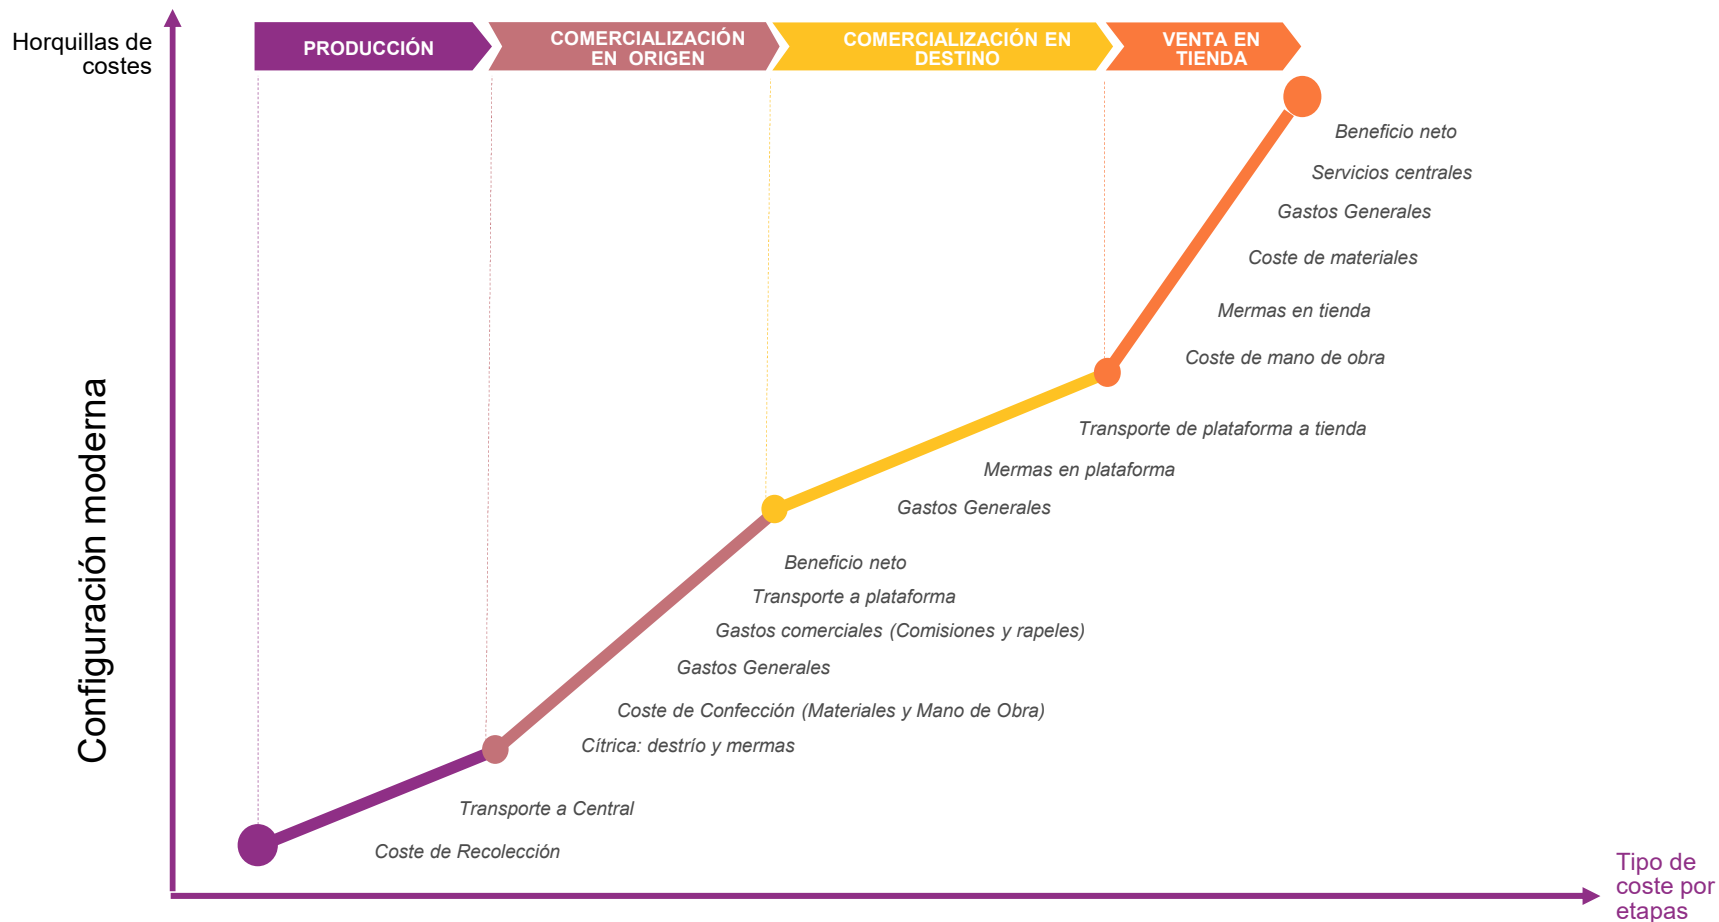 Horquillas de
costes
PRODUCCIÓN
COMERCIALIZACIÓN
EN ORIGEN
COMERCIALIZACIÓN EN
DESTINO
VENTA EN
TIENDA
Beneficio neto
Servicios centrales
Gastos Generales
Coste de materiales
Mermas en tienda
Coste de mano de obra
Transporte de plataforma a tienda
Mermas en plataforma
Gastos Generales
Beneficio neto
Transporte a plataforma
Gastos comerciales (Comisiones y rapeles)
Gastos Generales
Coste de Confección (Materiales y Mano de Obra)
Cítrica: destrío y mermas
Transporte a Central
Coste de Recolección
Configuración moderna
Tipo de
coste por
etapas